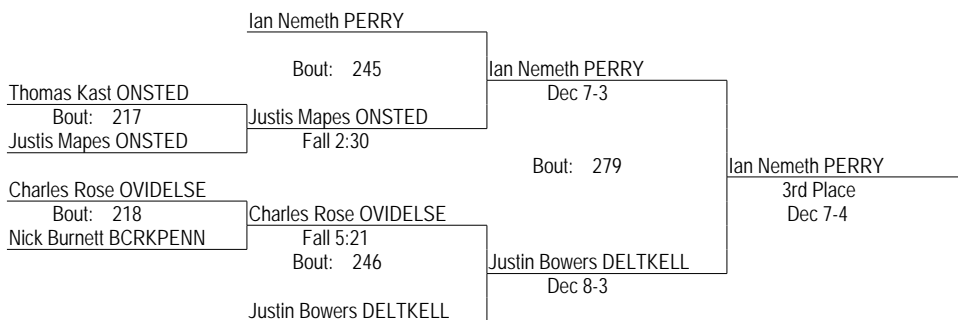 Ian Nemeth PERRY
Bout: 245
Ian Nemeth PERRY
Dec 7-3
Thomas Kast ONSTED
Bout: 217
Justis Mapes ONSTED
Justis Mapes ONSTED
Fall 2:30
Bout: 279
Ian Nemeth PERRY
3rd Place
Dec 7-4
Charles Rose OVIDELSE
Bout: 218
Nick Burnett BCRKPENN
Charles Rose OVIDELSE
Fall 5:21
Bout: 246
Justin Bowers DELTKELL
Dec 8-3
Justin Bowers DELTKELL